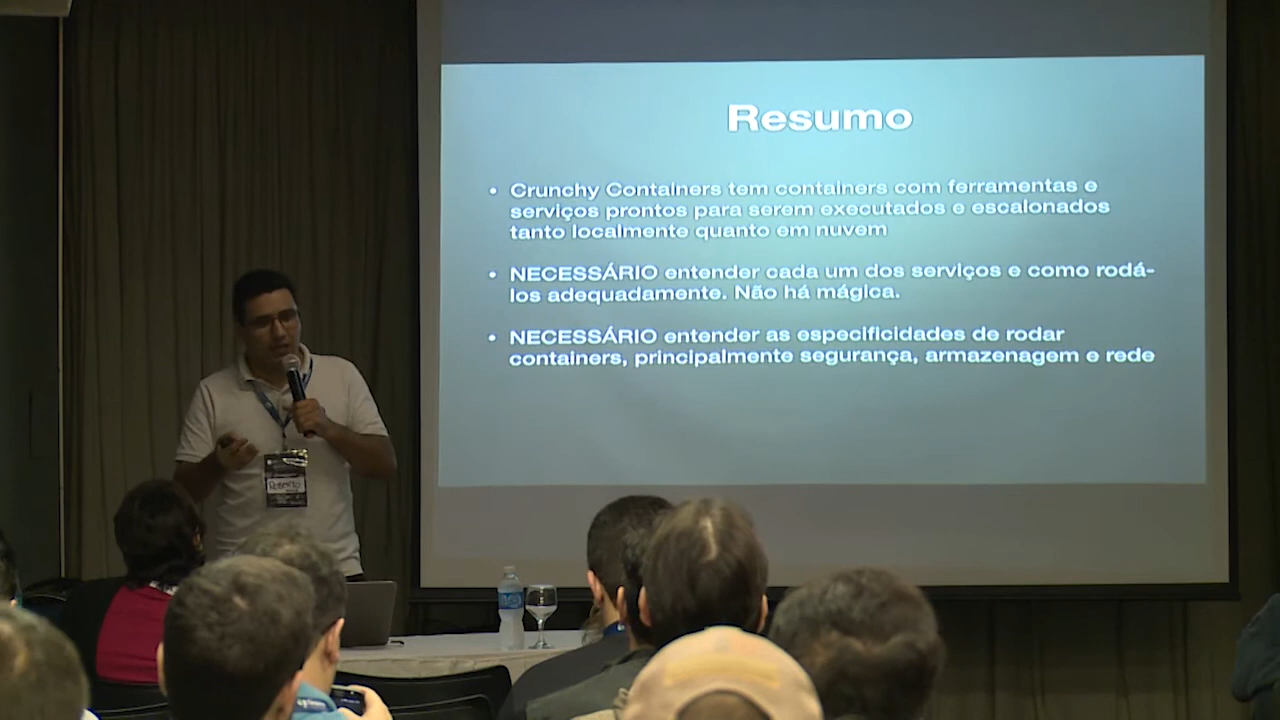 Resumo
• Crunchy Containers tem containers com ferramentas e
serviços prontos para serem executados e escalonados
tanto localmente quanto em nuvem
• NECESSÁRIO entender cada um dos serviços e como rodá-
los adequadamente. Não há mágica.
• NECESSÁRIO entender as especificidades de rodar
containers, principalmente segurança, armazenagem e rede
Roberto